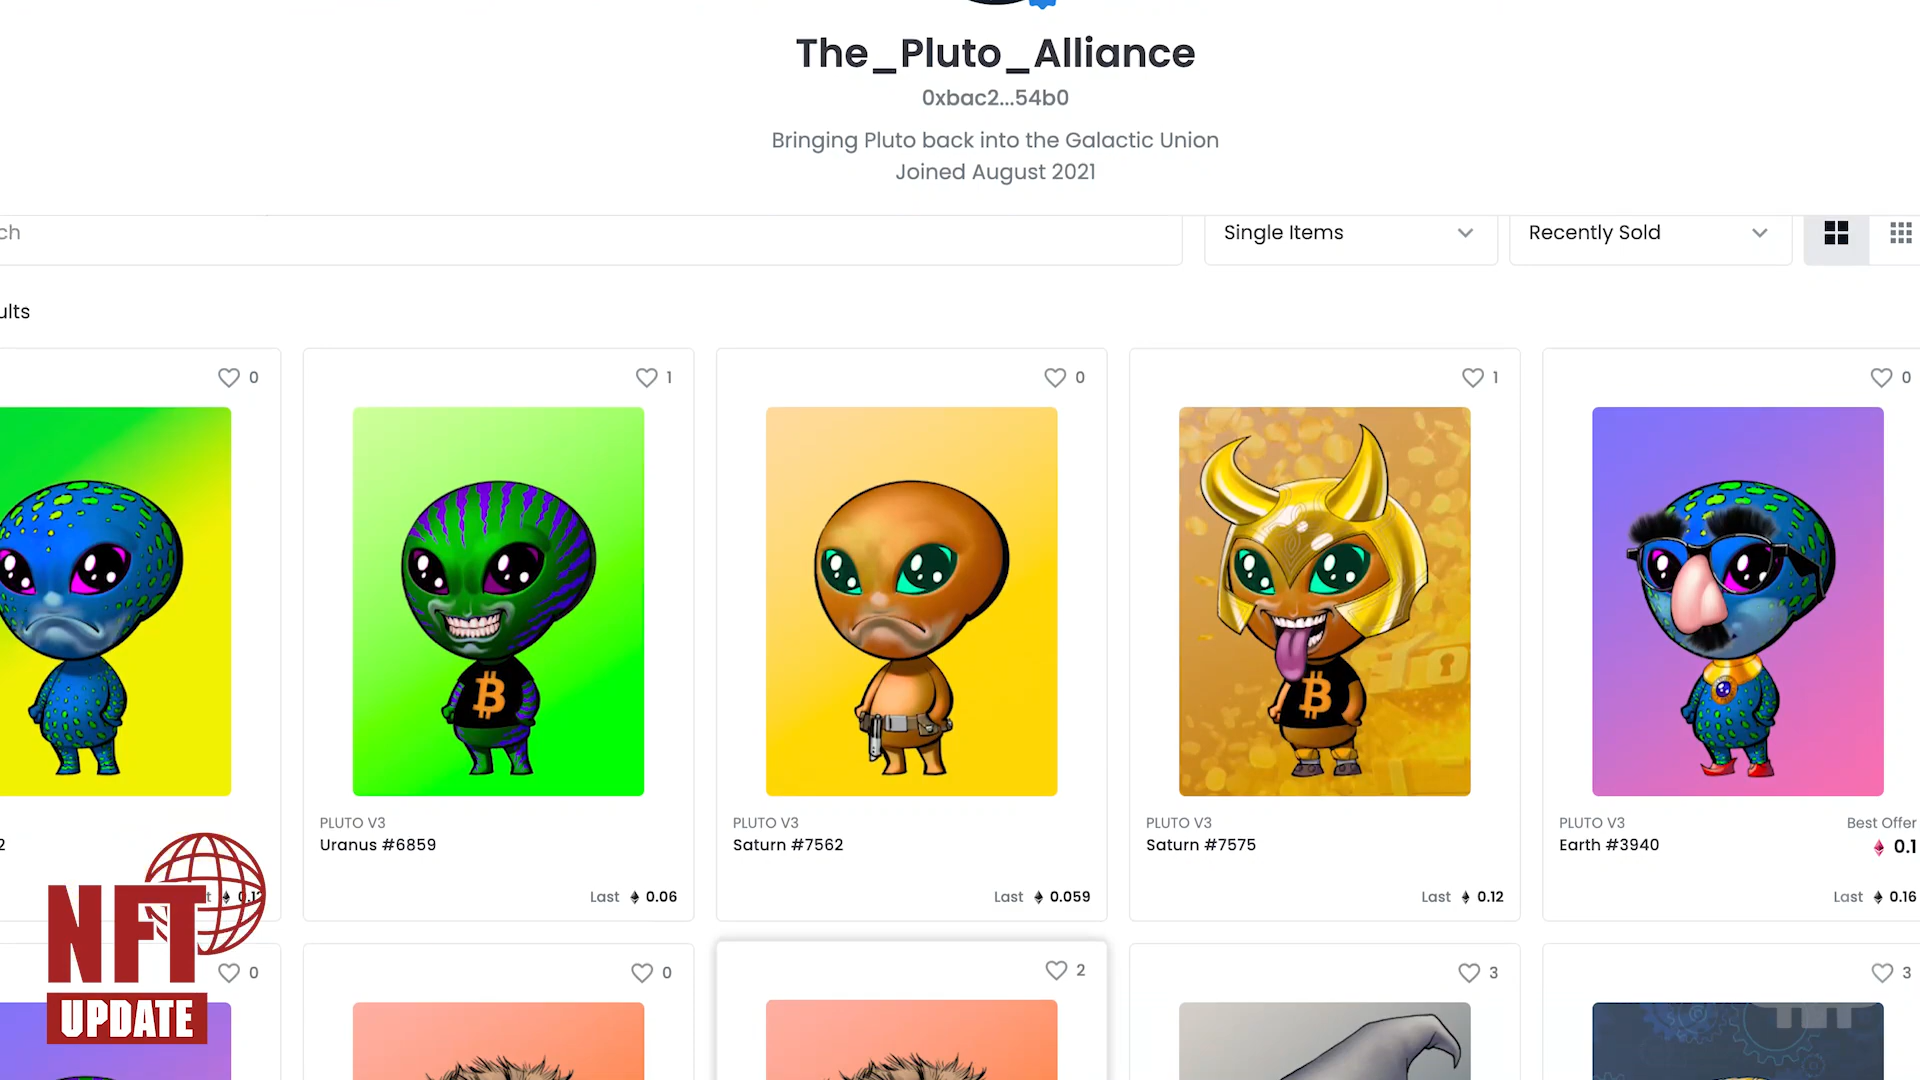 The_Pluto_Alliance
0xbac2...54b0
Bringing Pluto back into the Galactic Union
Joined August 2021
ch
Single Items
Recently Sold
ults
0
1
0
1
0
PLUTO V3
Uranus #6859
Last 0.06
PLUTO V3
Saturn #7562
Last 0.059
PLUTO V3
Saturn #7575
Last 0.12
PLUTO V3
Earth #3940
Best Offer
0.1
Last 0.16
2
NFT
UPDATE
0
0
2
3
3